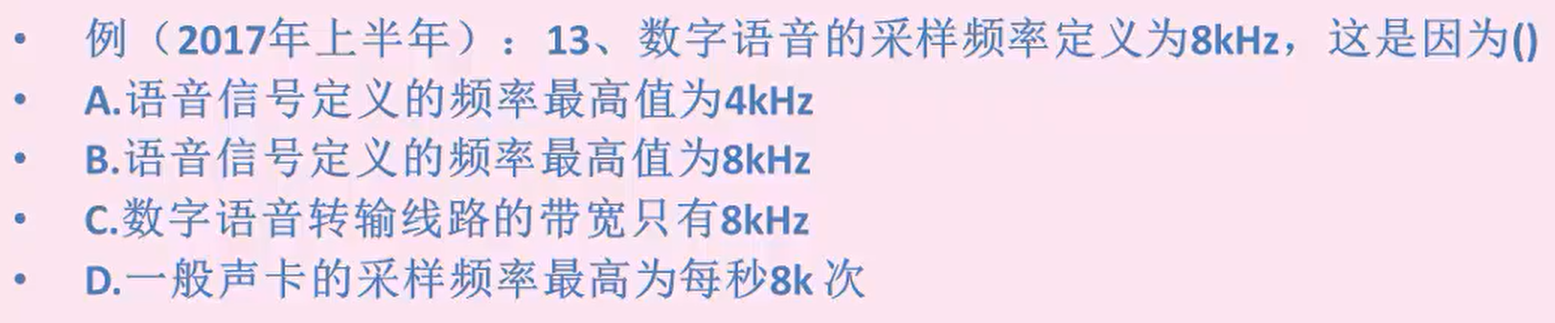 • 例（2017年上半年）：13、数字语音的采样频率定义为8kHz，这是因为()
• A.语音信号定义的频率最高值为4kHz
• B.语音信号定义的频率最高值为8kHz
• C.数字语音转输线路的带宽只有8kHz
• D.一般声卡的采样频率最高为每秒8k 次